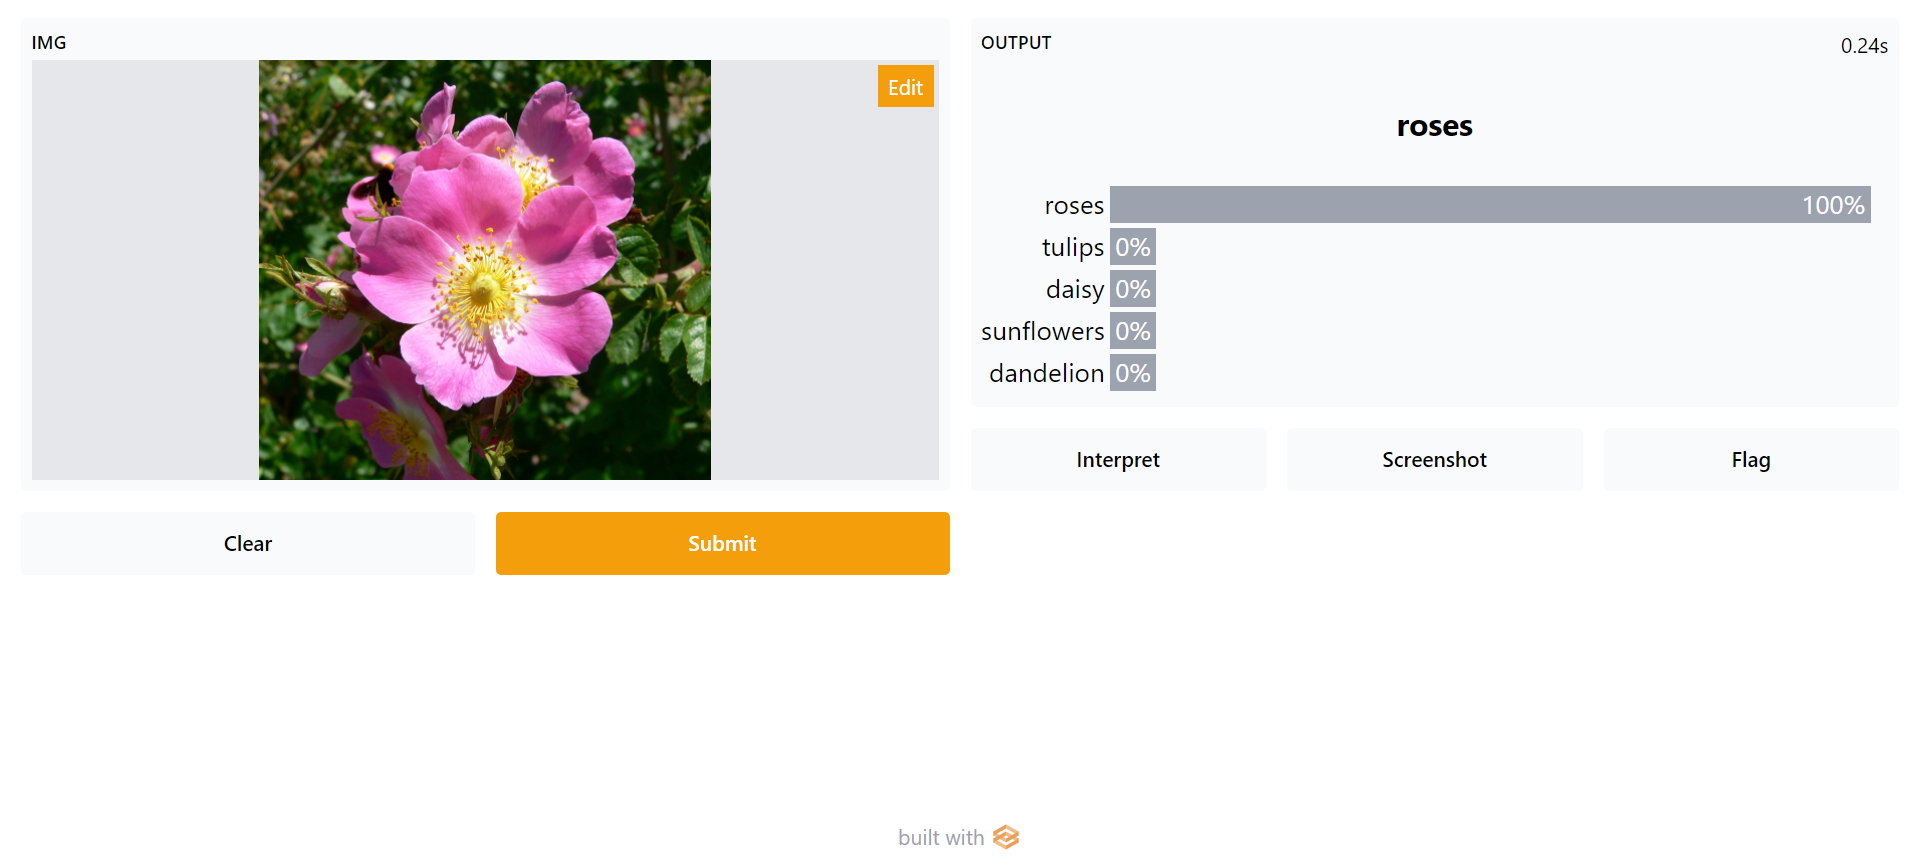 IMG
Edit
Clear
Submit
OUTPUT
0.24s
roses
roses 100%
tulips 0%
daisy 0%
sunflowers 0%
dandelion 0%
Interpret
Screenshot
Flag
built with